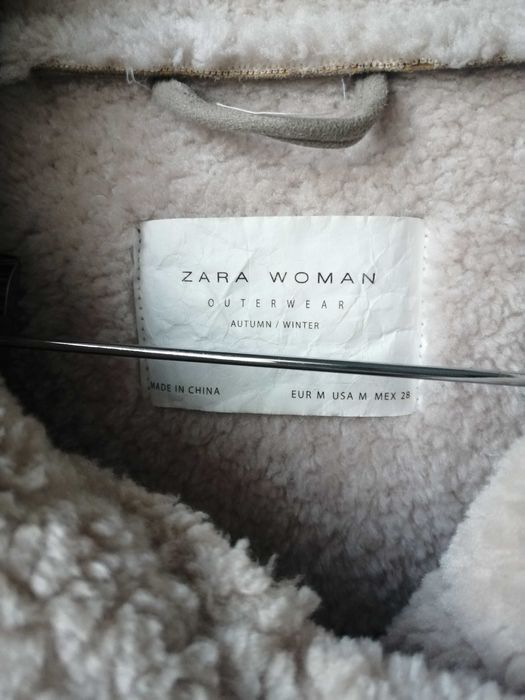 ZARA WOMAN
OUTERWEAR
AUTUMN / WINTER
MADE IN CHINA
EUR M USA M MEX 28